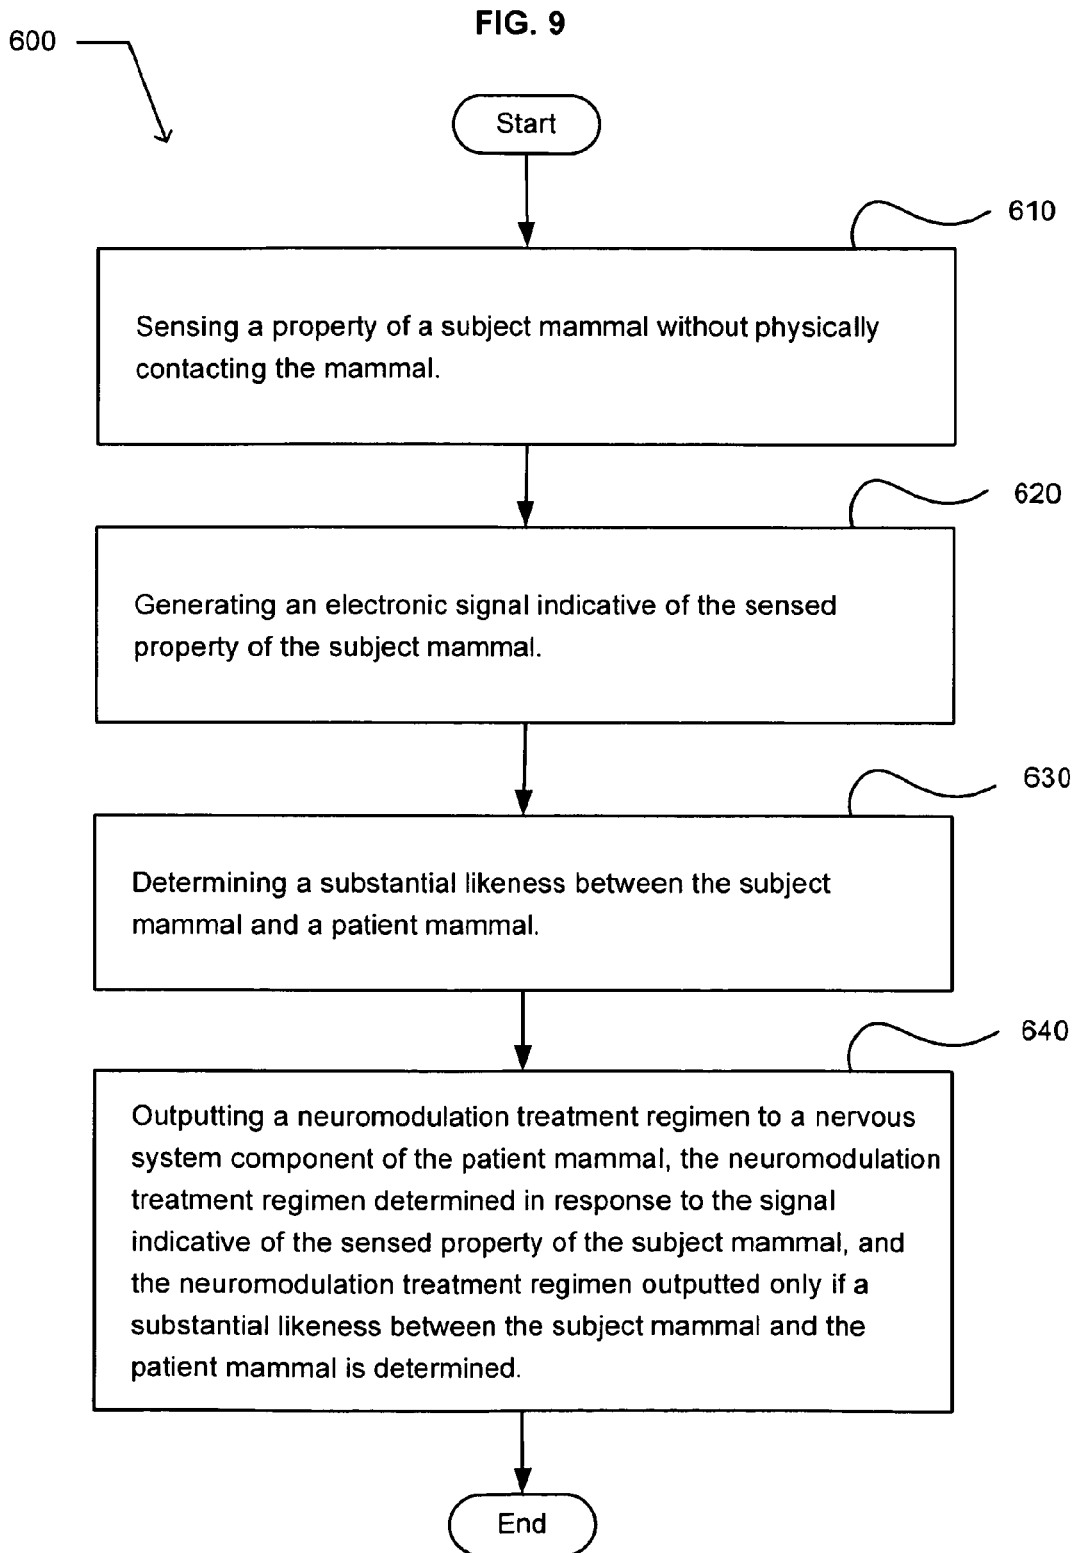 FIG. 9
600
Start
610
Sensing a property of a subject mammal without physically
contacting the mammal.
620
Generating an electronic signal indicative of the sensed
property of the subject mammal.
630
Determining a substantial likeness between the subject
mammal and a patient mammal.
640
Outputting a neuromodulation treatment regimen to a nervous
system component of the patient mammal, the neuromodulation
treatment regimen determined in response to the signal
indicative of the sensed property of the subject mammal, and
the neuromodulation treatment regimen outputted only if a
substantial likeness between the subject mammal and the
patient mammal is determined.
End